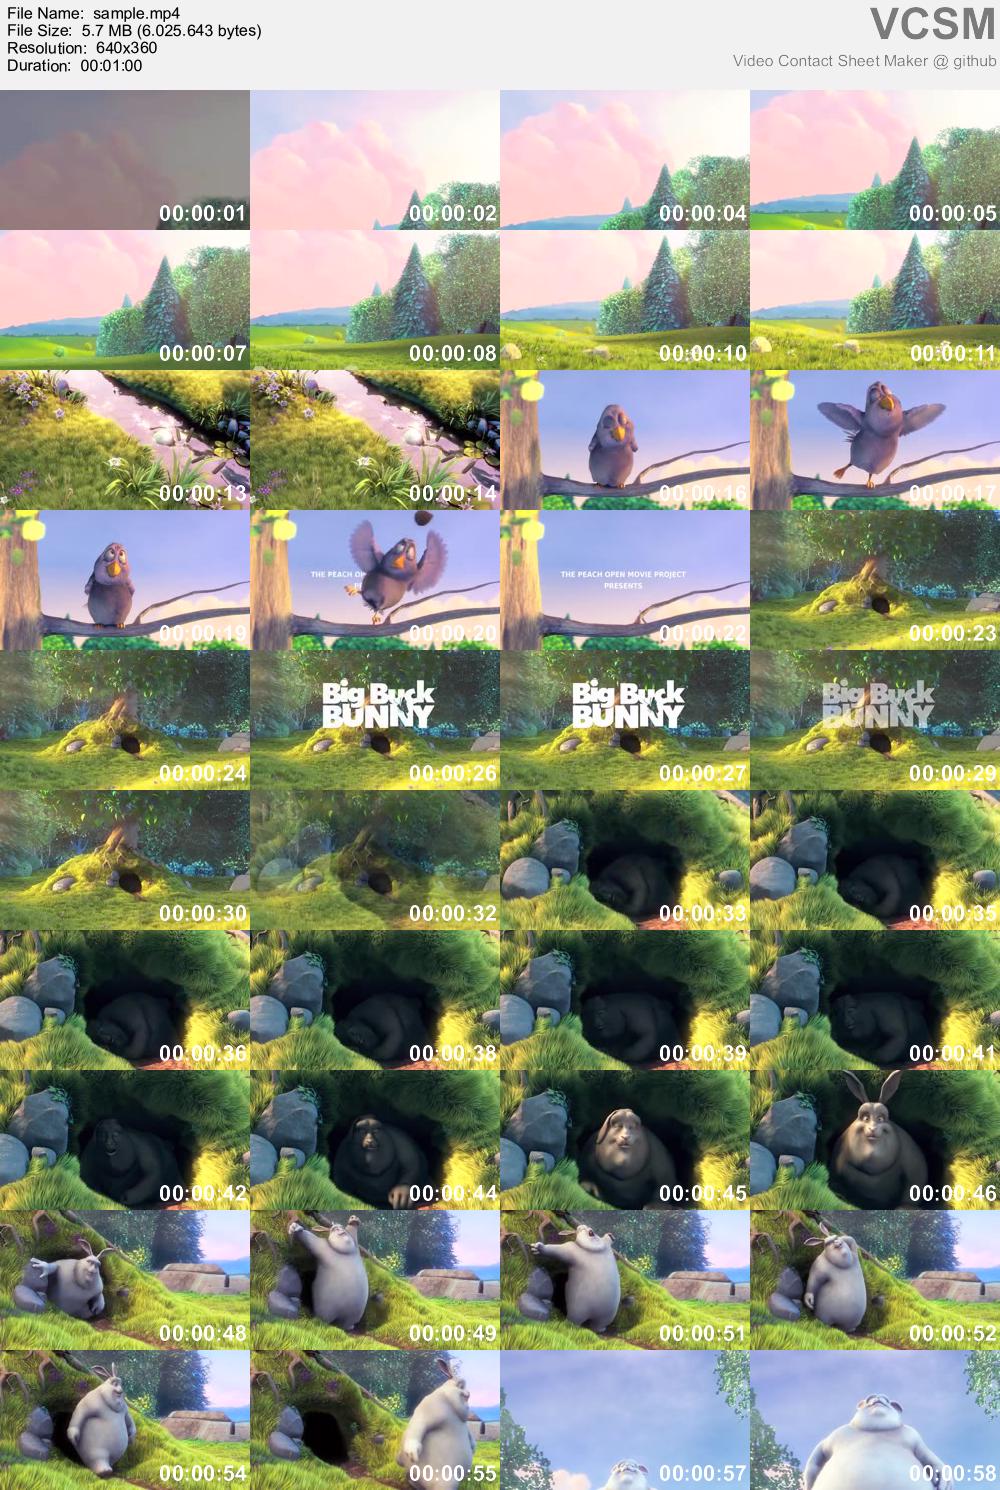 File Name: sample.mp4
File Size: 5.7 MB (6.025.643 bytes)
Resolution: 640x360
Duration: 00:01:00
VCSM
Video Contact Sheet Maker @ github
00:00:01
00:00:02
00:00:04
00:00:05
00:00:07
00:00:08
00:00:10
00:00:11
00:00:13
00:00:14
00:00:16
00:00:17
00:00:19
THE PEACH OP
PR
00:00:20
THE PEACH OPEN MOVIE PROJECT
PRESENTS
00:00:22
00:00:23
00:00:24
Big Buck
BUNNY
00:00:26
Big Buck
BUNNY
00:00:27
Big Buck
BUNNY
00:00:29
00:00:30
00:00:32
00:00:33
00:00:35
00:00:36
00:00:38
00:00:39
00:00:41
00:00:42
00:00:44
00:00:45
00:00:46
00:00:48
00:00:49
00:00:51
00:00:52
00:00:54
00:00:55
00:00:57
00:00:58